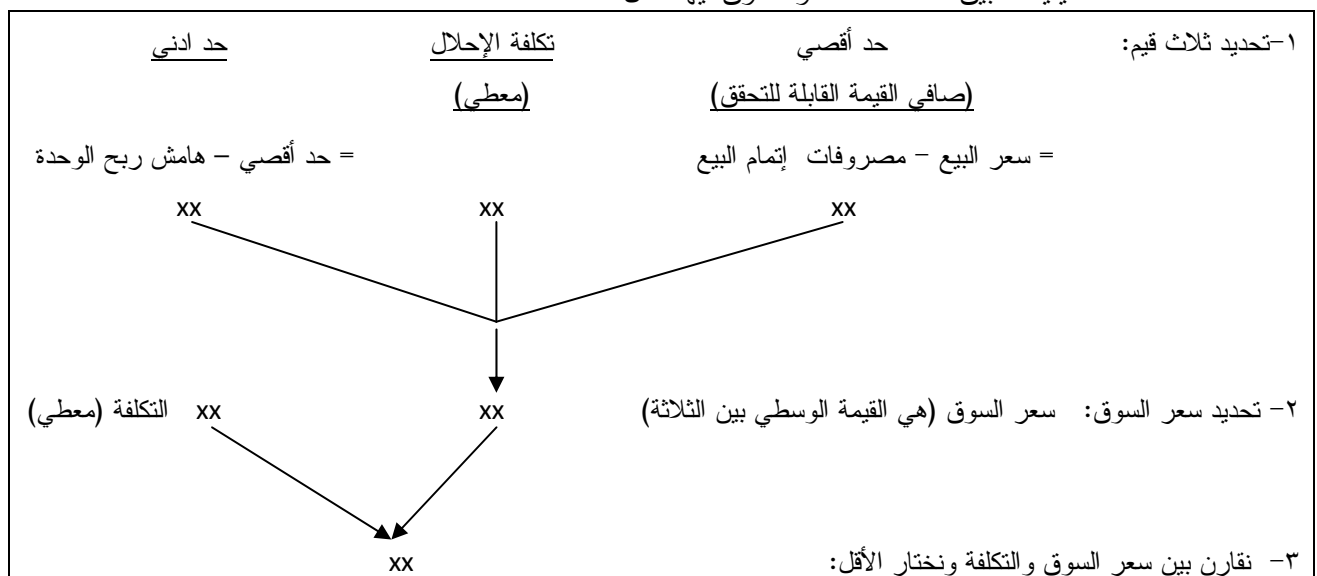 ١-تحديد ثلاث قيم: حد أقصي تكلفة الإحلال حد ادني
(صافي القيمة القابلة للتحقق) (معطي)
= سعر البيع – مصروفات إتمام البيع = حد أقصي – هامش ربح الوحدة
xx xx xx
٢- تحديد سعر السوق: سعر السوق (هي القيمة الوسطي بين الثلاثة) xx xx التكلفة (معطي)
٣- نقارن بين سعر السوق والتكلفة ونختار الأقل: xx